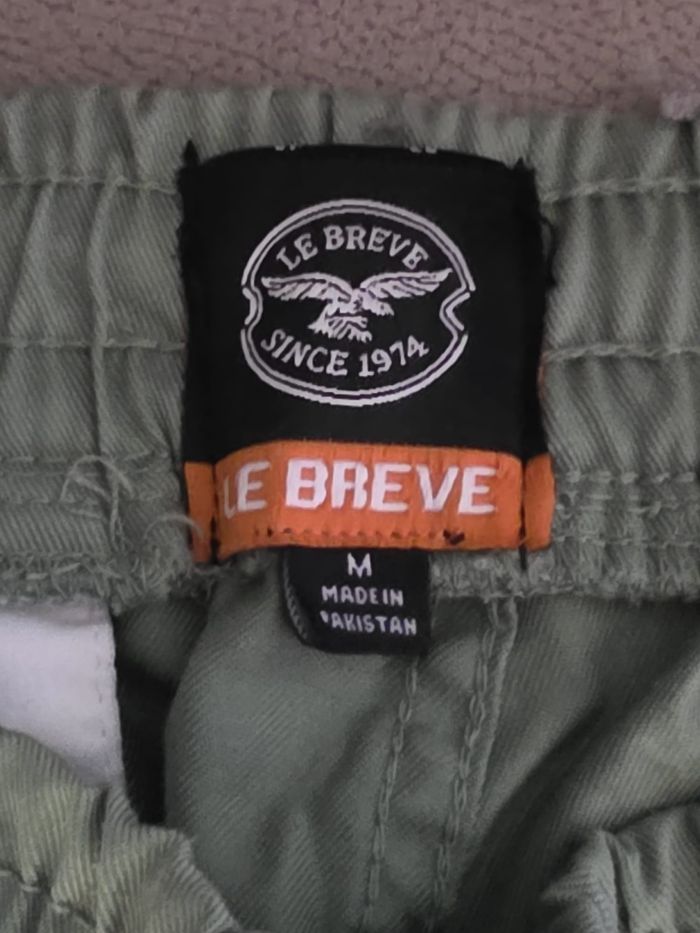 LE BREVE
SINCE 1974
LE BREVE
M
MADE IN
PAKISTAN